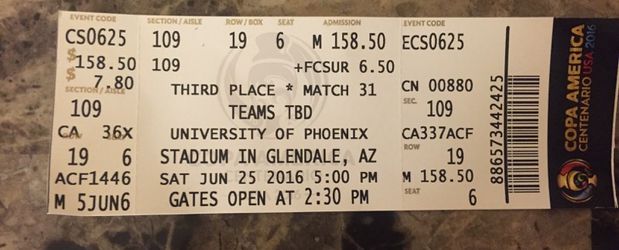 EVENT CODE SECTION/AISLE ROW/BOX SEAT ADMISSION EVENT CODE
CS0625 109 19 6 M 158.50 ECS0625
$ 158.50 109 +FCSUR 6.50
7.80 THIRD PLACE * MATCH 31 CN 00880
SECTION/AISLE SEC.
109 TEAMS TBD 109
CA 36X UNIVERSITY OF PHOENIX CA337ACF
ROW SEAT ROW
19 6 STADIUM IN GLENDALE, AZ 19
ACF1446 SAT JUN 25 2016 5:00 PM M 158.50
SEAT
M 5JUN6 GATES OPEN AT 2:30 PM 6
886573442425
COPA AMERICA
CENTENARIO USA 2016